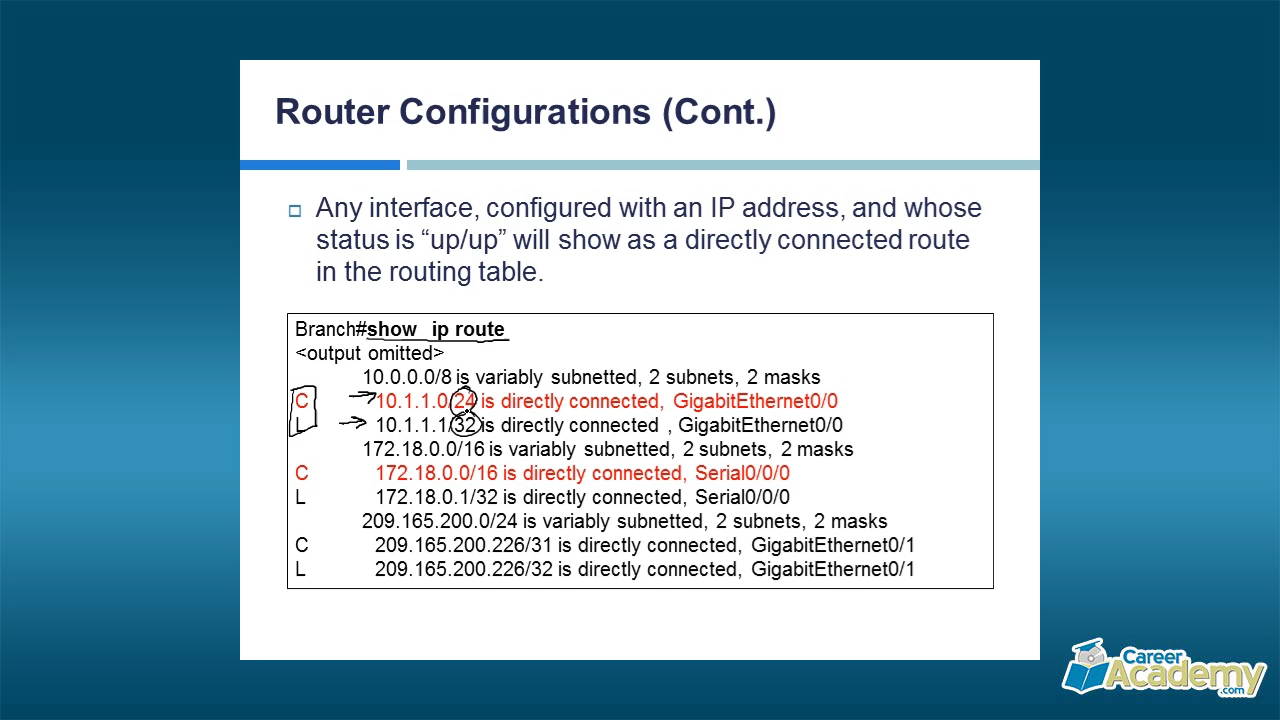 Router Configurations (Cont.)
Any interface, configured with an IP address, and whose
status is “up/up” will show as a directly connected route
in the routing table.
Branch#show ip route
<output omitted>
10.0.0.0/8 is variably subnetted, 2 subnets, 2 masks
C 10.1.1.0/24 is directly connected, GigabitEthernet0/0
L 10.1.1.1/32 is directly connected , GigabitEthernet0/0
172.18.0.0/16 is variably subnetted, 2 subnets, 2 masks
C 172.18.0.0/16 is directly connected, Serial0/0/0
L 172.18.0.1/32 is directly connected, Serial0/0/0
209.165.200.0/24 is variably subnetted, 2 subnets, 2 masks
C 209.165.200.226/31 is directly connected, GigabitEthernet0/1
L 209.165.200.226/32 is directly connected, GigabitEthernet0/1
Career
Academy
.com